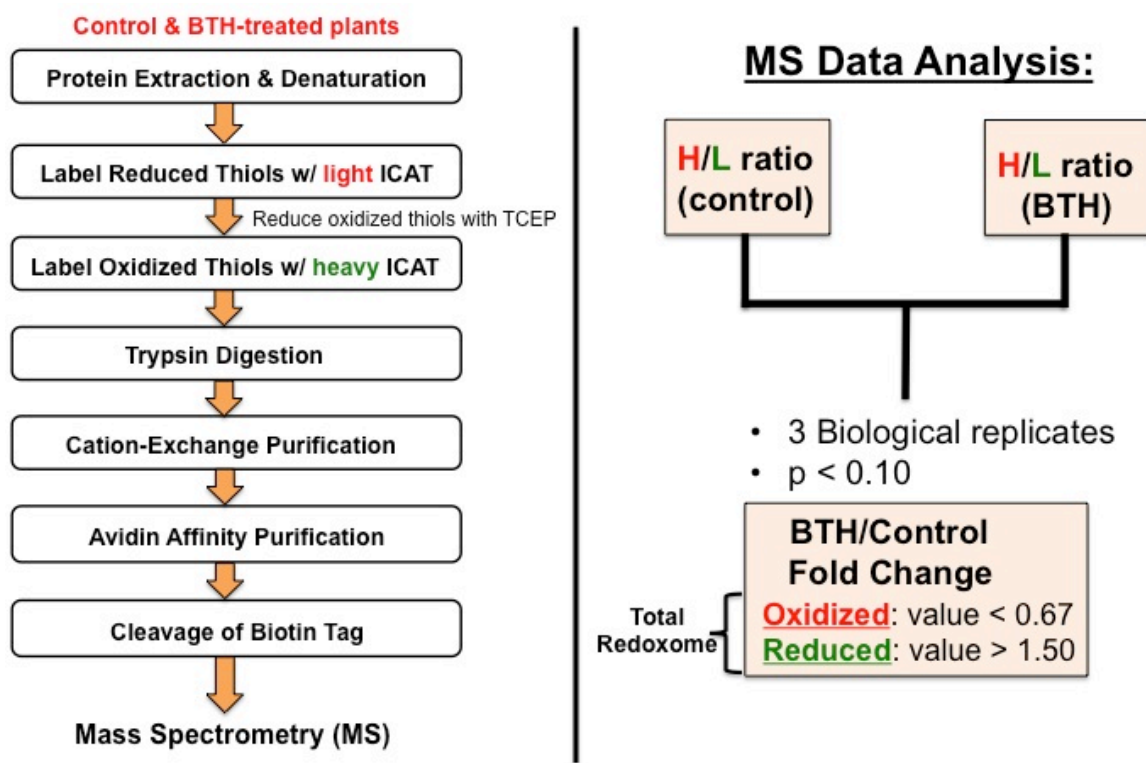 Control & BTH-treated plants
Protein Extraction & Denaturation
Label Reduced Thiols w/ light ICAT
Reduce oxidized thiols with TCEP
Label Oxidized Thiols w/ heavy ICAT
Trypsin Digestion
Cation-Exchange Purification
Avidin Affinity Purification
Cleavage of Biotin Tag
Mass Spectrometry (MS)
MS Data Analysis:
H/L ratio
(control)
H/L ratio
(BTH)
• 3 Biological replicates
• p < 0.10
BTH/Control
Fold Change
Total
Redoxome
Oxidized: value < 0.67
Reduced: value > 1.50